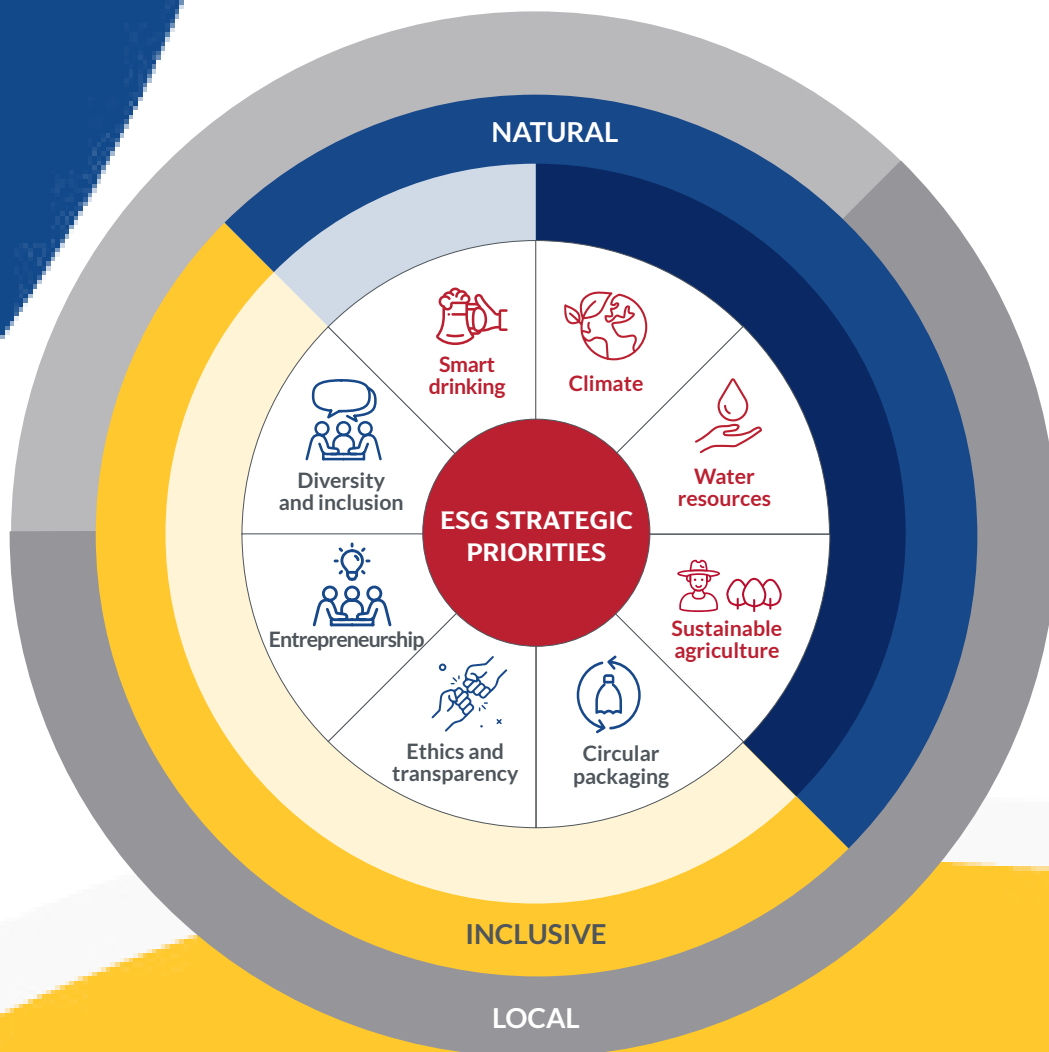 NATURAL
Smart
drinking
Climate
Diversity
and inclusion
Water
resources
ESG STRATEGIC
PRIORITIES
Entrepreneurship
Sustainable
agriculture
Ethics and
transparency
Circular
packaging
INCLUSIVE
LOCAL